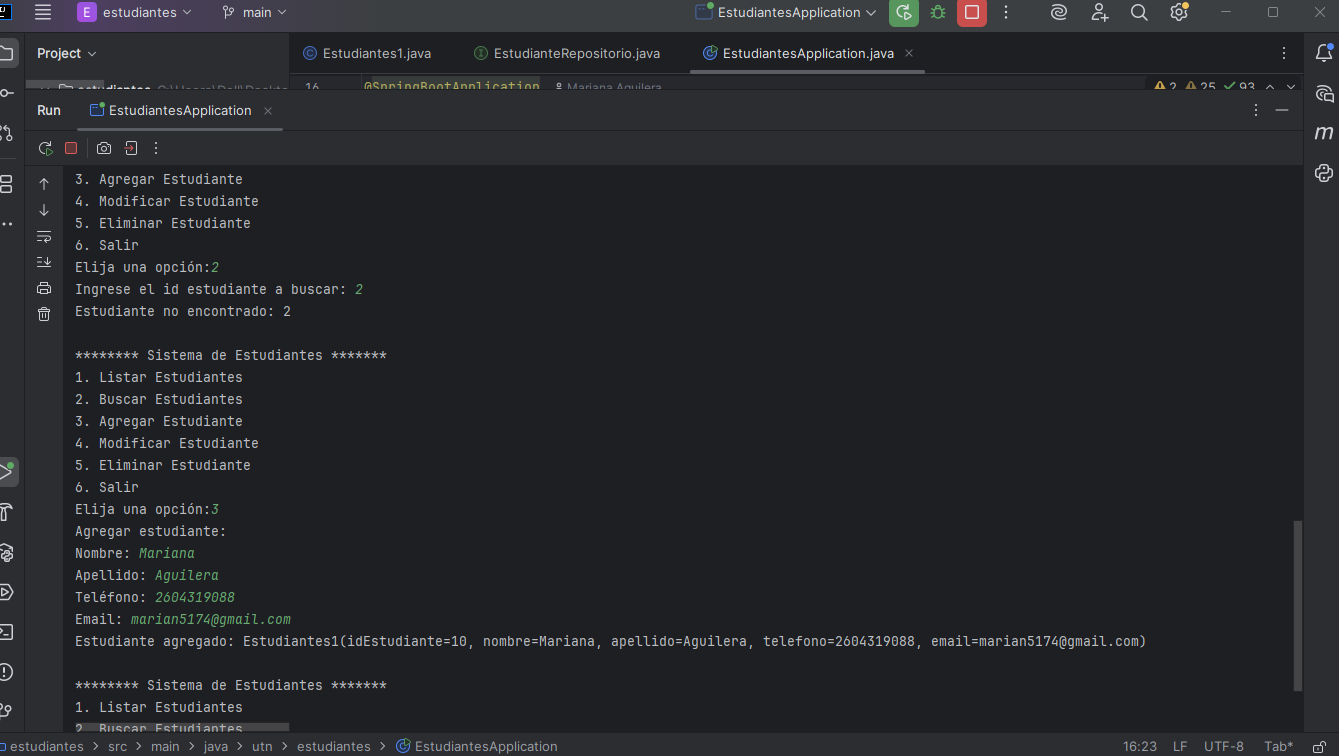 E estudiantes main EstudiantesApplication
Project Estudiantes1.java EstudianteRepositorio.java EstudiantesApplication.java
16 @SpringBootApplication Mariana Aguilera 2 25 93
Run EstudiantesApplication
3. Agregar Estudiante
4. Modificar Estudiante
5. Eliminar Estudiante
6. Salir
Elija una opción:2
Ingrese el id estudiante a buscar: 2
Estudiante no encontrado: 2
******** Sistema de Estudiantes *******
1. Listar Estudiantes
2. Buscar Estudiantes
3. Agregar Estudiante
4. Modificar Estudiante
5. Eliminar Estudiante
6. Salir
Elija una opción:3
Agregar estudiante:
Nombre: Mariana
Apellido: Aguilera
Teléfono: 2604319088
Email: marian5174@gmail.com
Estudiante agregado: Estudiantes1(idEstudiante=10, nombre=Mariana, apellido=Aguilera, telefono=2604319088, email=marian5174@gmail.com)
******** Sistema de Estudiantes *******
1. Listar Estudiantes
2. Buscar Estudiantes
estudiantes > src > main > java > utn > estudiantes > EstudiantesApplication 16:23 LF UTF-8 Tab*